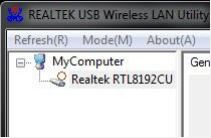 REALTEK USB Wireless LAN Utility
Refresh(R) Mode(M) About(A)
MyComputer
Gen
Realtek RTL8192CU